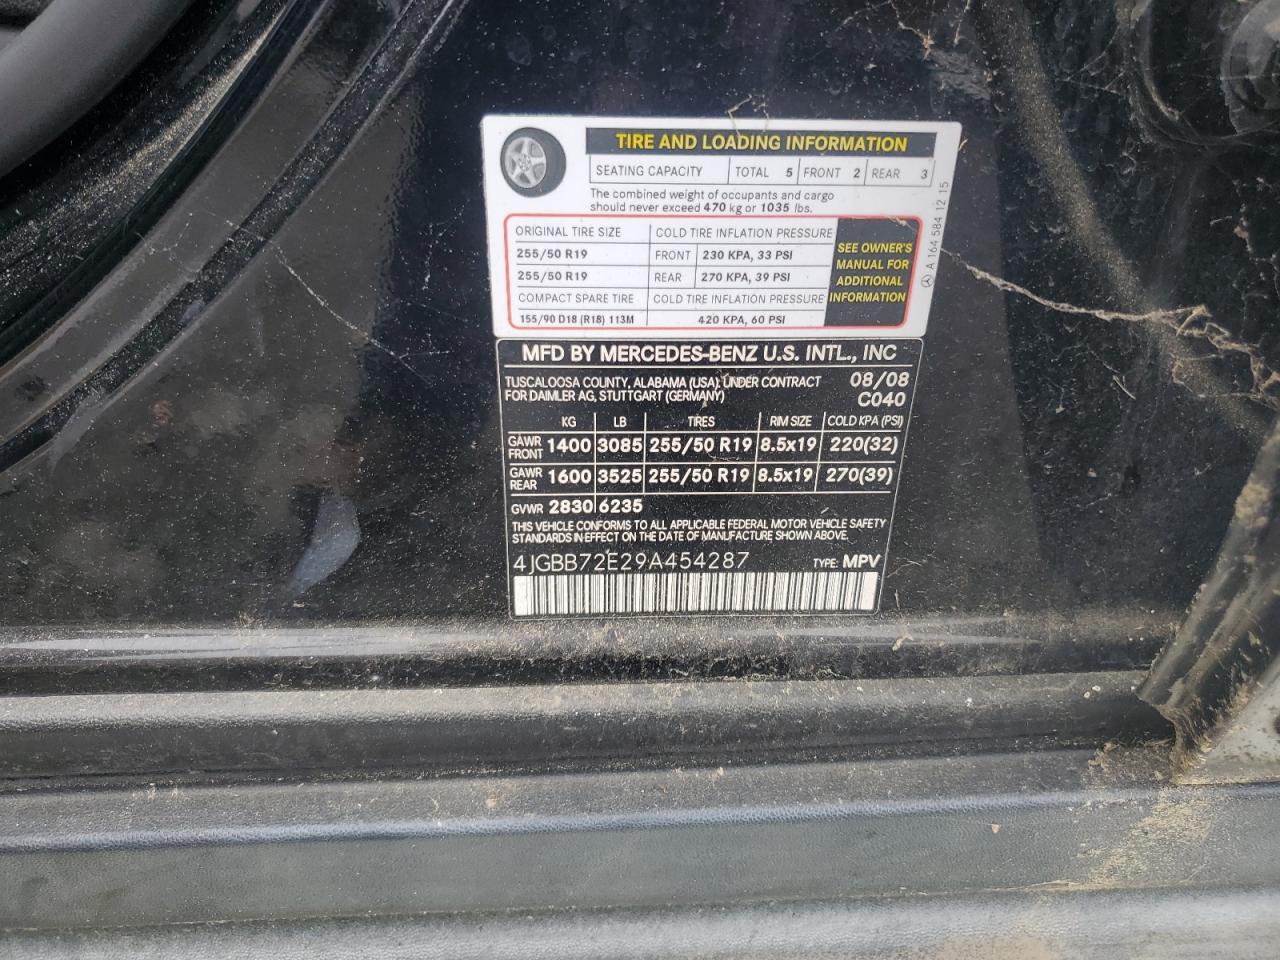 TIRE AND LOADING INFORMATION
SEATING CAPACITY TOTAL 5 FRONT 2 REAR 3
The combined weight of occupants and cargo
should never exceed 470 kg or 1035 lbs.
ORIGINAL TIRE SIZE COLD TIRE INFLATION PRESSURE
255/50 R19 FRONT 230 KPA, 33 PSI
255/50 R19 REAR 270 KPA, 39 PSI
COMPACT SPARE TIRE COLD TIRE INFLATION PRESSURE
155/90 D18 (R18) 113M 420 KPA, 60 PSI
SEE OWNER'S
MANUAL FOR
ADDITIONAL
INFORMATION
A 164 584 12 15
MFD BY MERCEDES-BENZ U.S. INTL., INC
TUSCALOOSA COUNTY, ALABAMA (USA), UNDER CONTRACT 08/08
FOR DAIMLER AG, STUTTGART (GERMANY) C040
KG LB TIRES RIM SIZE COLD KPA (PSI)
GAWR FRONT 1400 3085 255/50 R19 8.5x19 220(32)
GAWR REAR 1600 3525 255/50 R19 8.5x19 270(39)
GVWR 2830 6235
THIS VEHICLE CONFORMS TO ALL APPLICABLE FEDERAL MOTOR VEHICLE SAFETY
STANDARDS IN EFFECT ON THE DATE OF MANUFACTURE SHOWN ABOVE.
4JGBB72E29A454287 TYPE: MPV